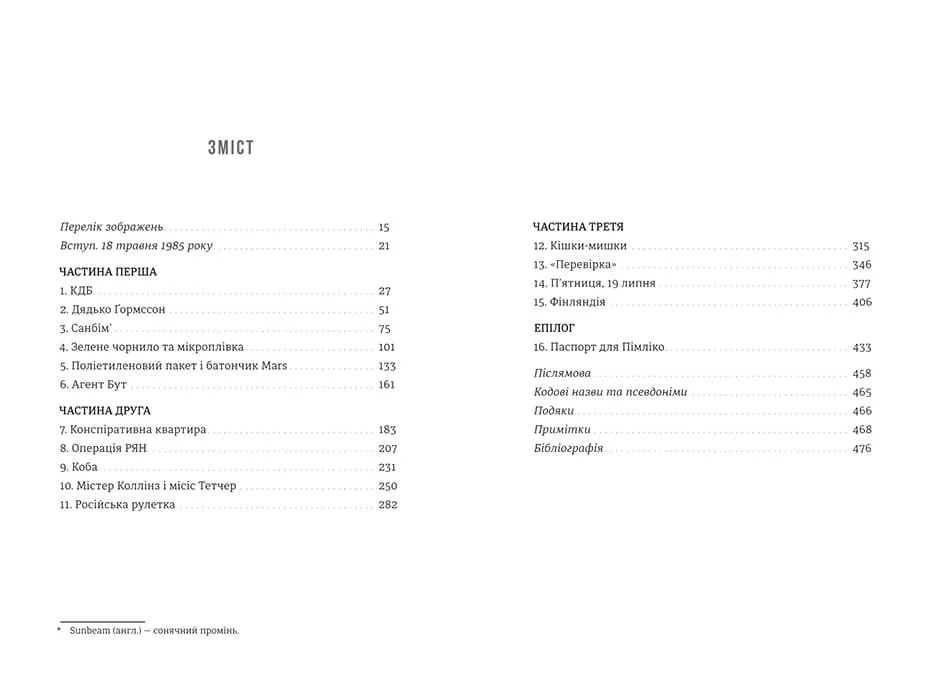 ЗМІСТ
Перелік зображень 15
Вступ. 18 травня 1985 року 21
ЧАСТИНА ПЕРША
1. КДБ 27
2. Дядько Ґормссон 51
3. Санбім* 75
4. Зелене чорнило та мікроплівка 101
5. Поліетиленовий пакет і батончик Mars 133
6. Агент Бут 161
ЧАСТИНА ДРУГА
7. Конспіративна квартира 183
8. Операція РЯН 207
9. Коба 231
10. Містер Коллінз і місіс Тетчер 250
11. Російська рулетка 282
* Sunbeam (англ.) — сонячний промінь.
ЧАСТИНА ТРЕТЯ
12. Кішки-мишки 315
13. «Перевірка» 346
14. П’ятниця, 19 липня 377
15. Фінляндія 406
ЕПІЛОГ
16. Паспорт для Пімліко 433
Післямова 458
Кодові назви та псевдоніми 465
Подяки 466
Примітки 468
Бібліографія 476